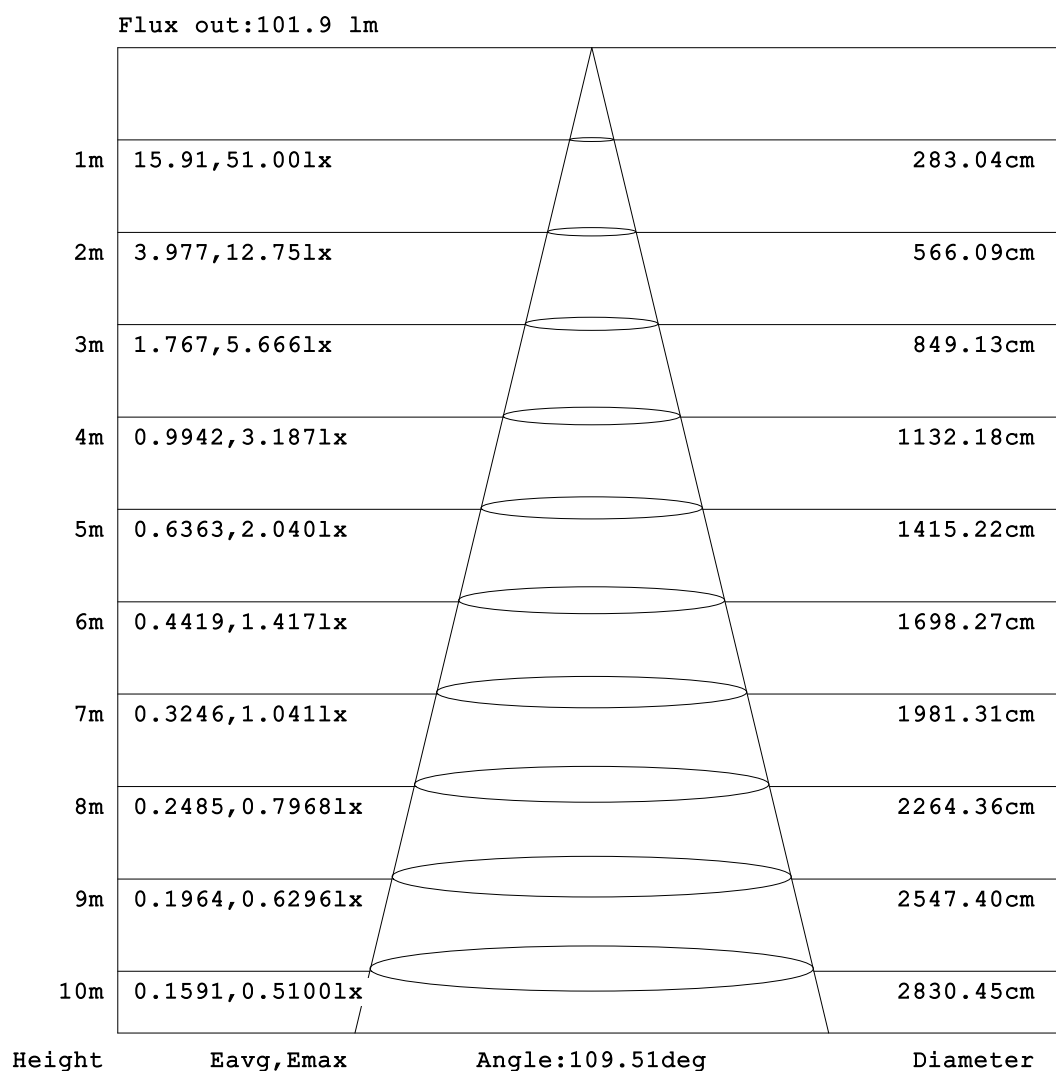 Flux out:101.9 lm
1m 15.91,51.00lx 283.04cm
2m 3.977,12.75lx 566.09cm
3m 1.767,5.666lx 849.13cm
4m 0.9942,3.187lx 1132.18cm
5m 0.6363,2.040lx 1415.22cm
6m 0.4419,1.417lx 1698.27cm
7m 0.3246,1.041lx 1981.31cm
8m 0.2485,0.7968lx 2264.36cm
9m 0.1964,0.6296lx 2547.40cm
10m 0.1591,0.5100lx 2830.45cm
Height Eavg,Emax Angle:109.51deg Diameter